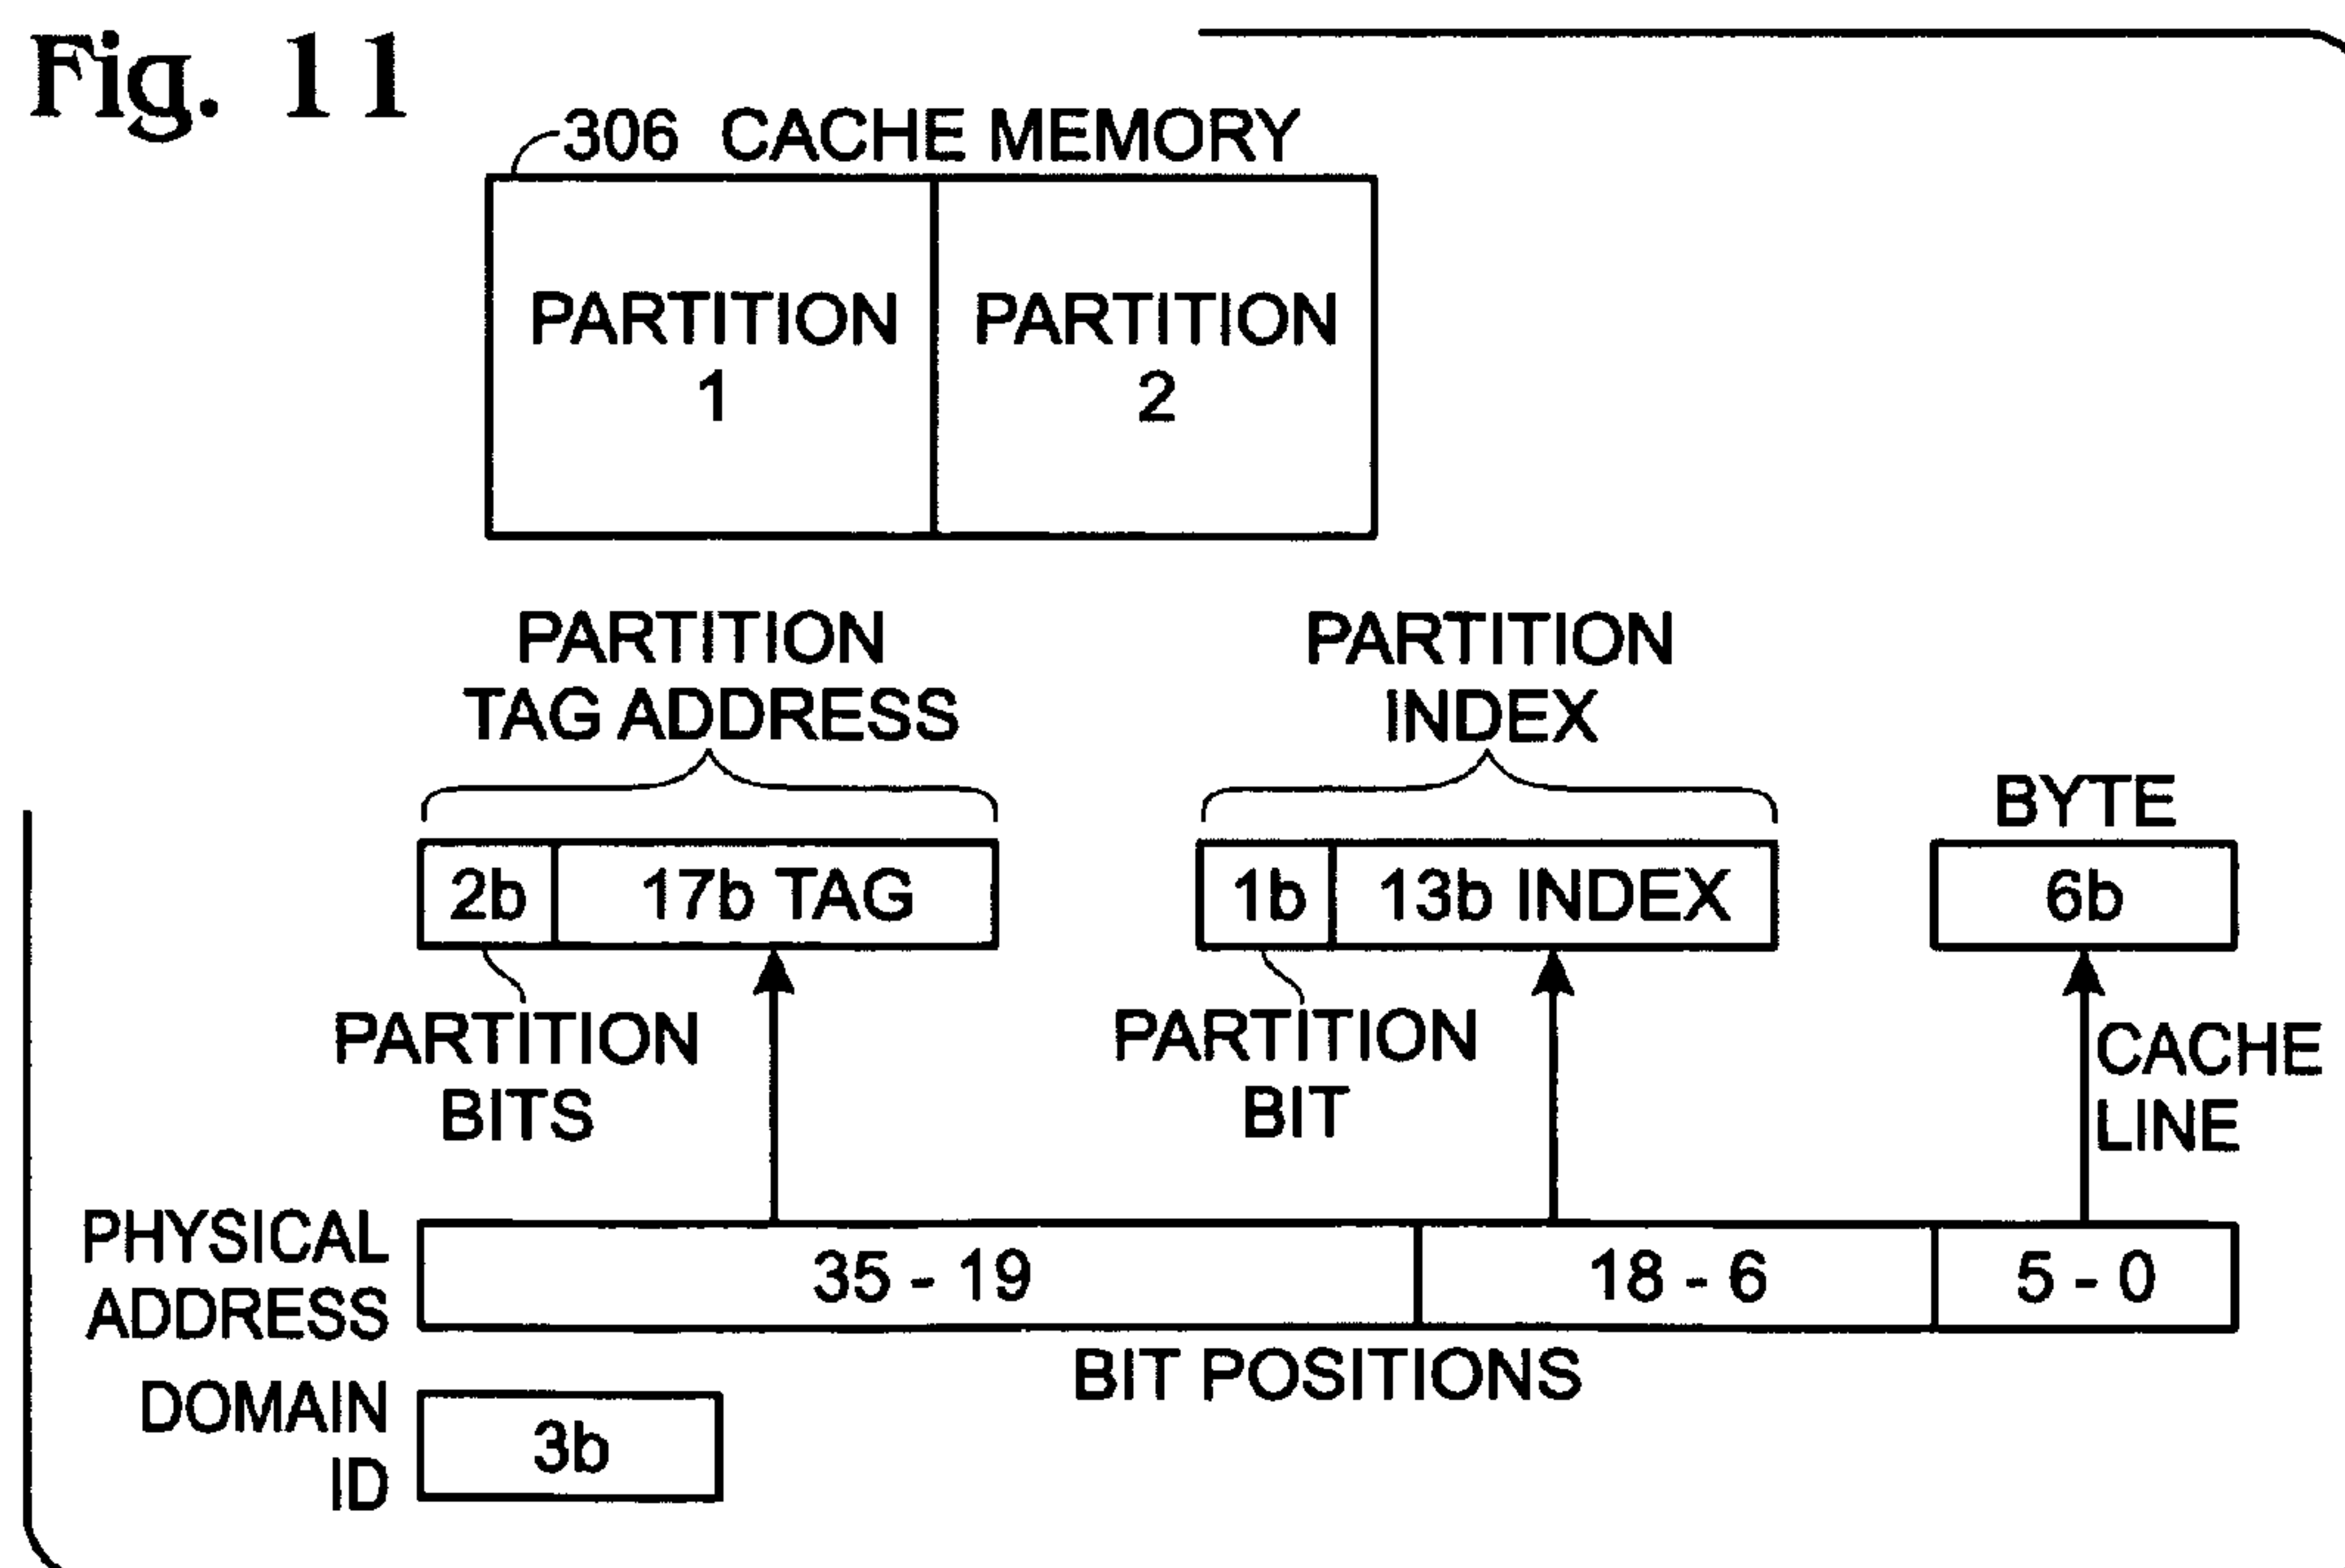 Fig. 11
306 CACHE MEMORY
PARTITION
1
PARTITION
2
PARTITION
TAG ADDRESS
PARTITION
INDEX
BYTE
2b
17b TAG
1b
13b INDEX
6b
PARTITION
BITS
PARTITION
BIT
CACHE
LINE
PHYSICAL
ADDRESS
35 - 19
18 - 6
5 - 0
BIT POSITIONS
DOMAIN
ID
3b